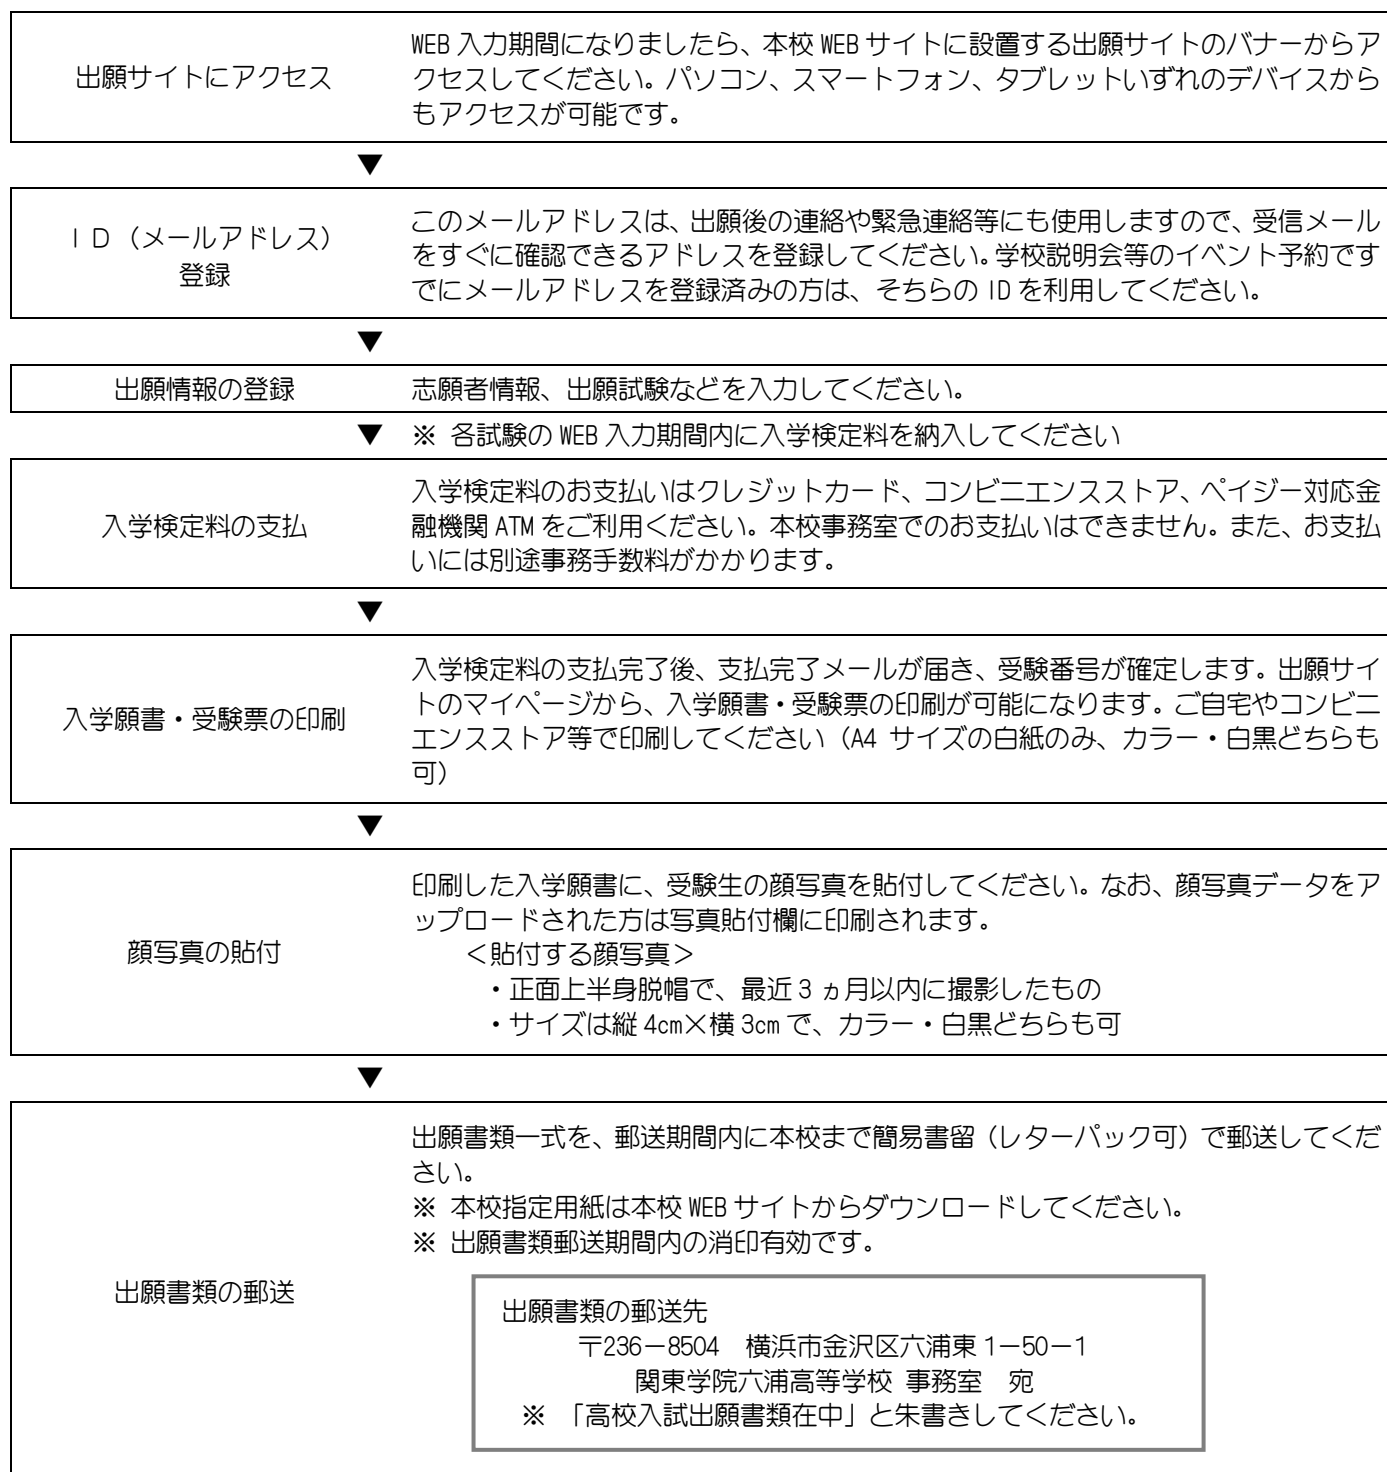 出願サイトにアクセス
WEB 入力期間になりましたら、本校 WEB サイトに設置する出願サイトのバナーからア
クセスしてください。パソコン、スマートフォン、タブレットいずれのデバイスから
もアクセスが可能です。
▼
ＩＤ（メールアドレス）
登録
このメールアドレスは、出願後の連絡や緊急連絡等にも使用しますので、受信メール
をすぐに確認できるアドレスを登録してください。学校説明会等のイベント予約です
でにメールアドレスを登録済みの方は、そちらの ID を利用してください。
▼
出願情報の登録
志願者情報、出願試験などを入力してください。
▼ ※ 各試験の WEB 入力期間内に入学検定料を納入してください
入学検定料の支払
入学検定料のお支払いはクレジットカード、コンビニエンスストア、ペイジー対応金
融機関 ATM をご利用ください。本校事務室でのお支払いはできません。また、お支払
いには別途事務手数料がかかります。
▼
入学願書・受験票の印刷
入学検定料の支払完了後、支払完了メールが届き、受験番号が確定します。出願サイ
トのマイページから、入学願書・受験票の印刷が可能になります。ご自宅やコンビニ
エンスストア等で印刷してください（A4 サイズの白紙のみ、カラー・白黒どちらも
可）
▼
顔写真の貼付
印刷した入学願書に、受験生の顔写真を貼付してください。なお、顔写真データをア
ップロードされた方は写真貼付欄に印刷されます。
＜貼付する顔写真＞
・正面上半身脱帽で、最近３ヵ月以内に撮影したもの
・サイズは縦 4cm×横 3cm で、カラー・白黒どちらも可
▼
出願書類の郵送
出願書類一式を、郵送期間内に本校まで簡易書留（レターパック可）で郵送してくだ
さい。
※ 本校指定用紙は本校 WEB サイトからダウンロードしてください。
※ 出願書類郵送期間内の消印有効です。
出願書類の郵送先
〒236－8504 横浜市金沢区六浦東 1－50－1
関東学院六浦高等学校 事務室 宛
※ 「高校入試出願書類在中」と朱書きしてください。